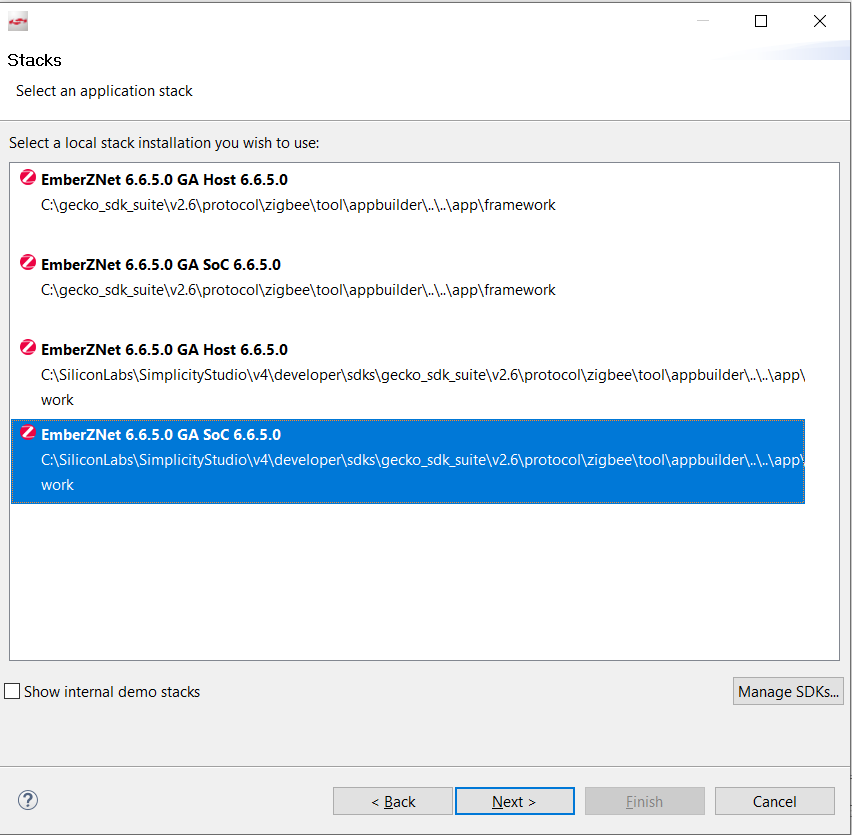 Stacks
Select an application stack
Select a local stack installation you wish to use:
EmberZNet 6.6.5.0 GA Host 6.6.5.0
C:\gecko_sdk_suite\v2.6\protocol\zigbee\tool\appbuilder\..\..\app\framework
EmberZNet 6.6.5.0 GA SoC 6.6.5.0
C:\gecko_sdk_suite\v2.6\protocol\zigbee\tool\appbuilder\..\..\app\framework
EmberZNet 6.6.5.0 GA Host 6.6.5.0
C:\SiliconLabs\SimplicityStudio\v4\developer\sdks\gecko_sdk_suite\v2.6\protocol\zigbee\tool\appbuilder\..\..\app\
work
EmberZNet 6.6.5.0 GA SoC 6.6.5.0
C:\SiliconLabs\SimplicityStudio\v4\developer\sdks\gecko_sdk_suite\v2.6\protocol\zigbee\tool\appbuilder\..\..\app\
work
Show internal demo stacks
Manage SDKs...
?
< Back
Next >
Finish
Cancel